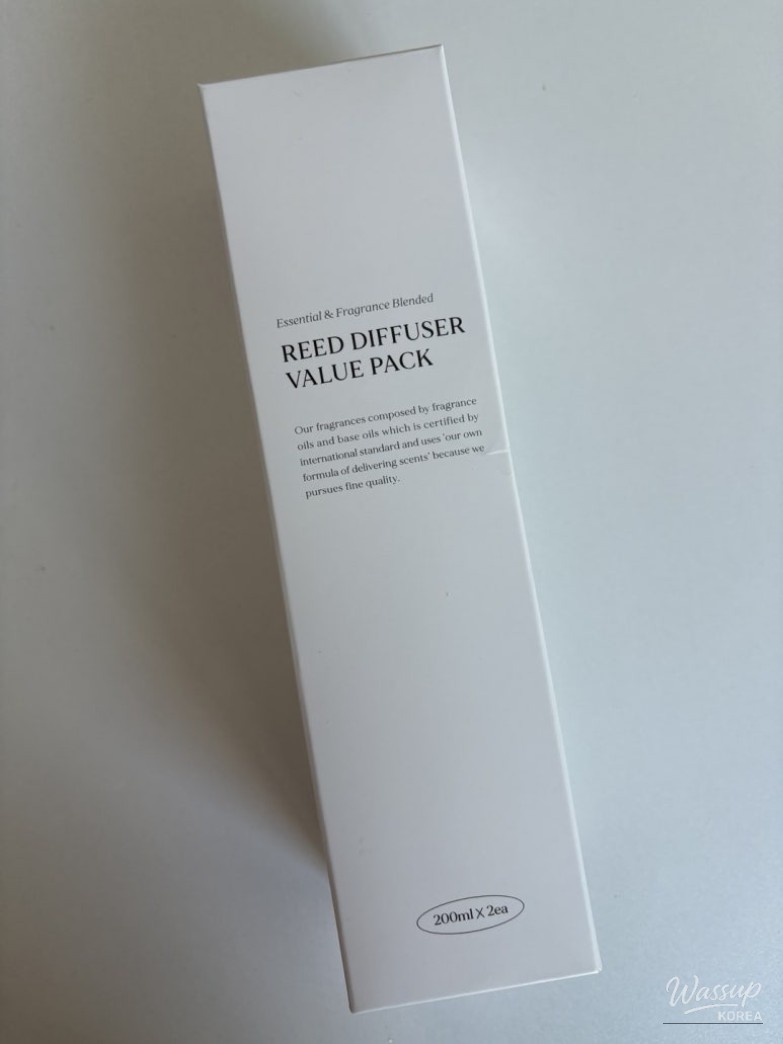 Essential & Fragrance Blended
REED DIFFUSER
VALUE PACK
Our fragrances composed by fragrance
oils and base oils which is certified by
international standard and uses 'our own
formula of delivering scents' because we
pursues fine quality.
200ml X 2ea
Wassup
KOREA